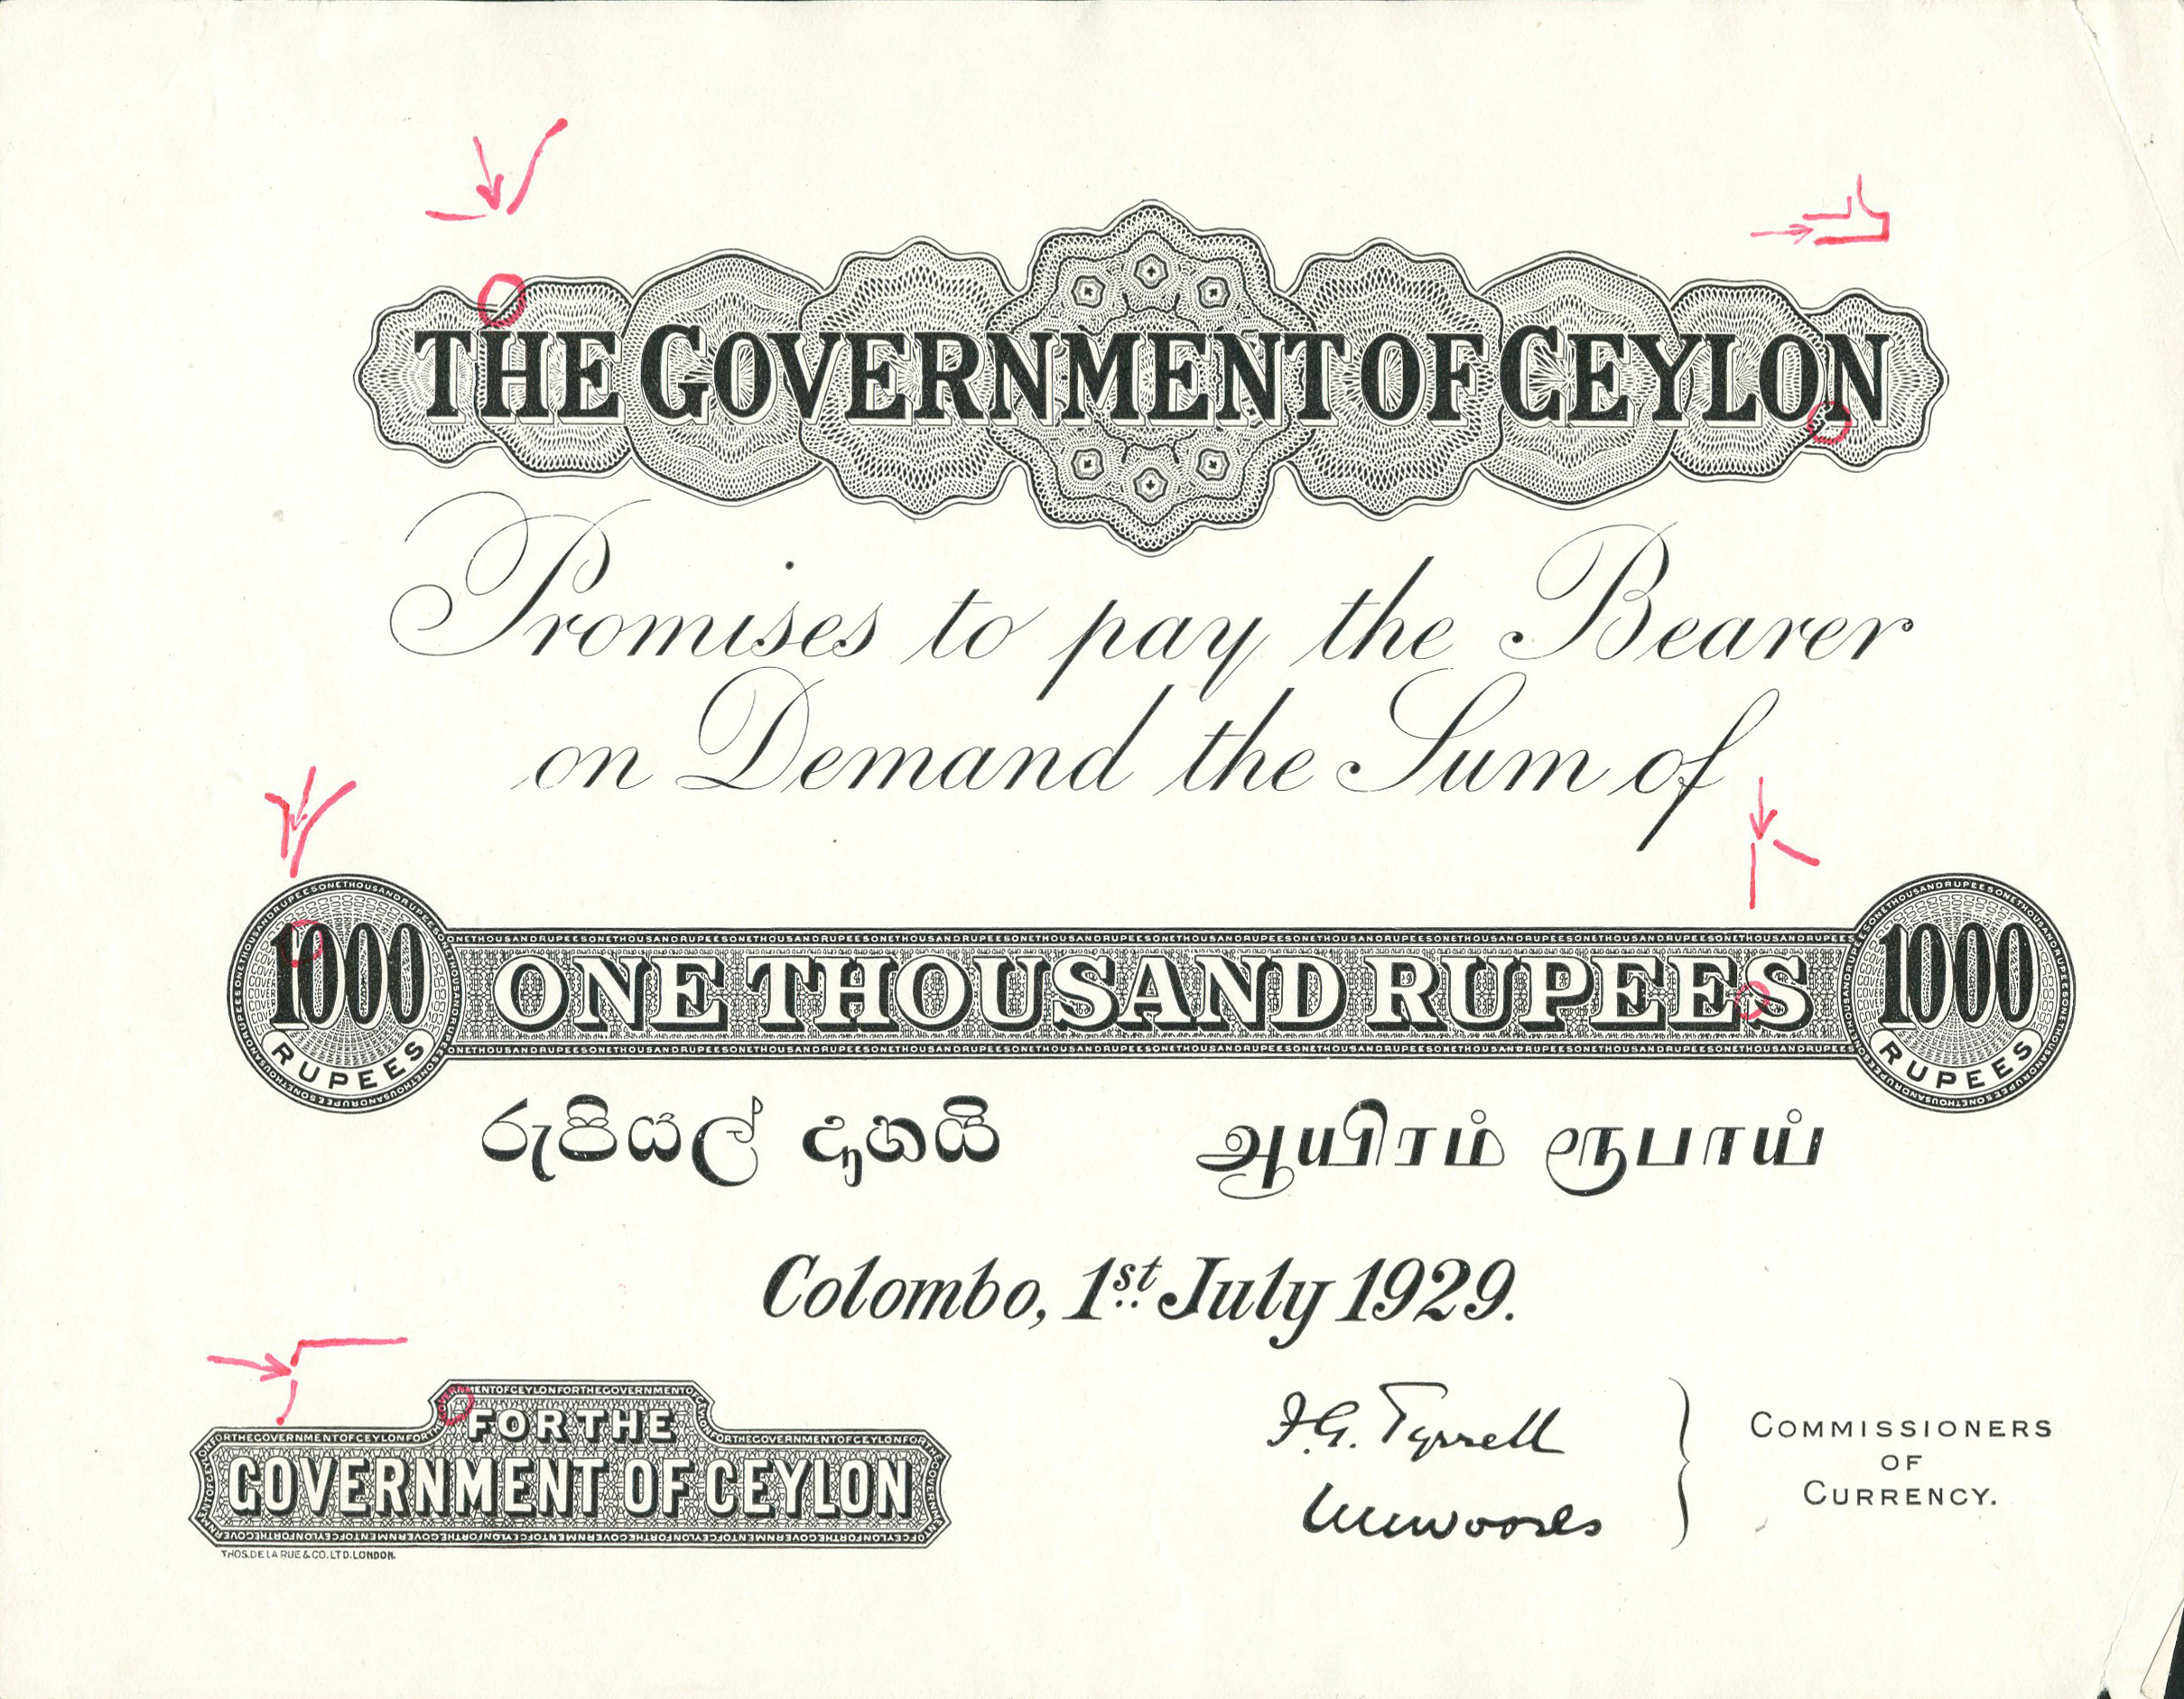 THE GOVERNMENT OF CEYLON
Promises to pay the Bearer
on Demand the Sum of
1000 RUPEES
ONE THOUSAND RUPEES
1000 RUPEES
රුපියල් දාහයි
ஆயிரம் ரூபாய்
Colombo, 1st July 1929.
FOR THE
GOVERNMENT OF CEYLON
THOS. DE LA RUE & CO. LTD. LONDON.
F.G. Tyrrell
W.W. Woods
COMMISSIONERS
OF
CURRENCY.